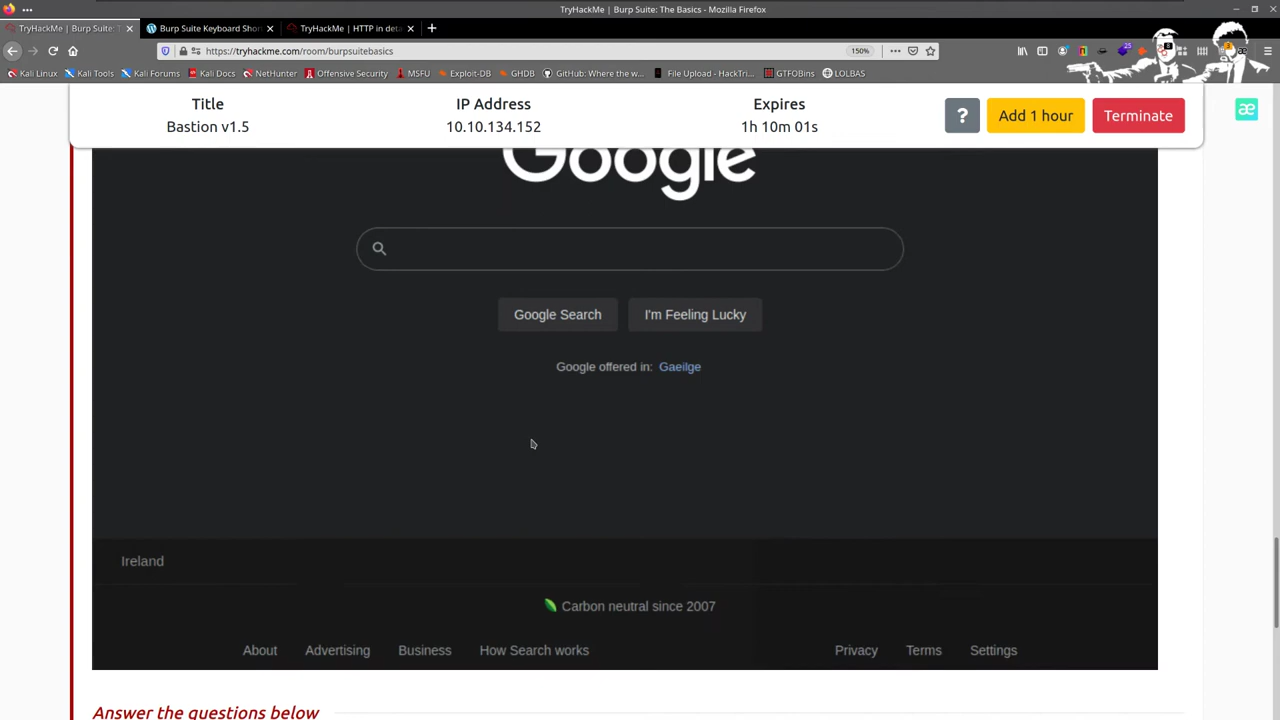 TryHackMe | Burp Suite: The Basics - Mozilla Firefox
TryHackMe | Burp Suite: T
Burp Suite Keyboard Shor
TryHackMe | HTTP in deta
https://tryhackme.com/room/burpsuitebasics
150%
Kali Linux
Kali Tools
Kali Forums
Kali Docs
NetHunter
Offensive Security
MSFU
Exploit-DB
GHDB
GitHub: Where the w...
File Upload - HackTri...
GTFOBins
LOLBAS
Title
IP Address
Expires
Bastion v1.5
10.10.134.152
1h 10m 01s
?
Add 1 hour
Terminate
æ
Google
Google Search
I'm Feeling Lucky
Google offered in: Gaeilge
Ireland
Carbon neutral since 2007
About
Advertising
Business
How Search works
Privacy
Terms
Settings
Answer the questions below